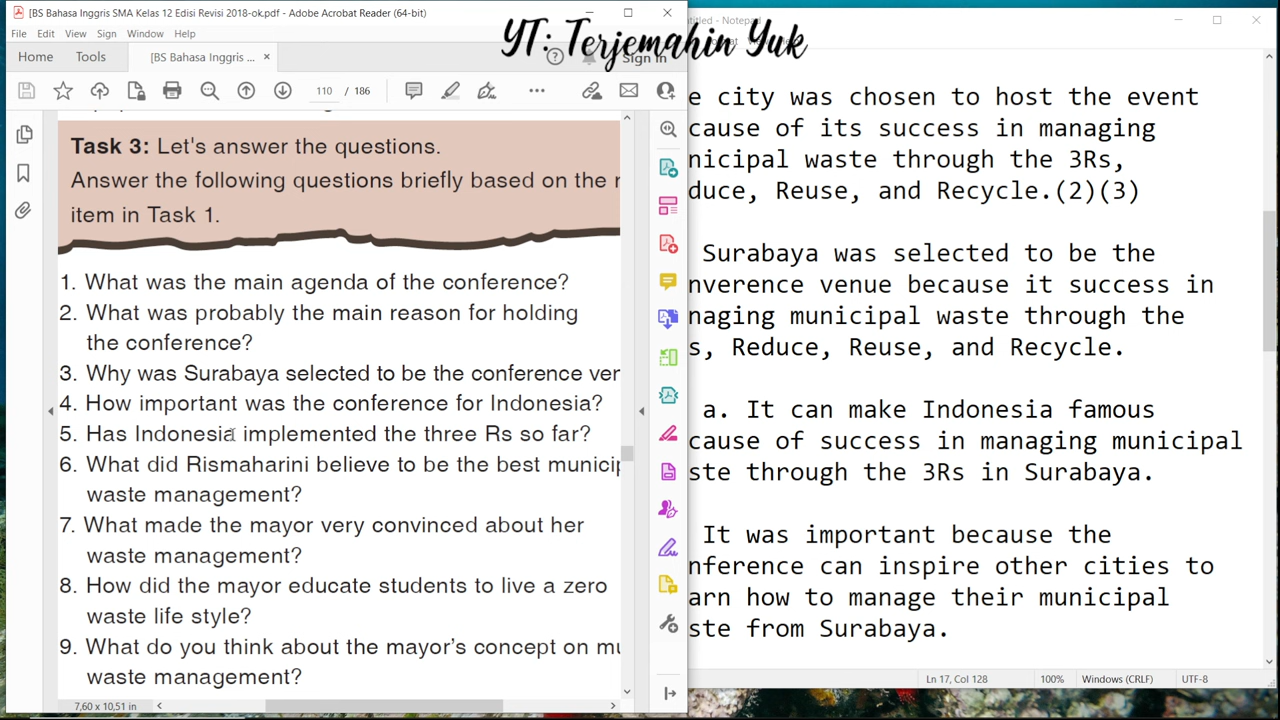 [BS Bahasa Inggris SMA Kelas 12 Edisi Revisi 2018-ok.pdf - Adobe Acrobat Reader (64-bit)
File Edit View Sign Window Help
Home Tools [BS Bahasa Inggris ... × Sign In
YT: Terjemahin Yuk
110 / 186
Task 3: Let's answer the questions.
Answer the following questions briefly based on the
item in Task 1.
1. What was the main agenda of the conference?
2. What was probably the main reason for holding
the conference?
3. Why was Surabaya selected to be the conference
4. How important was the conference for Indonesia?
5. Has Indonesia implemented the three Rs so far?
6. What did Rismaharini believe to be the best
waste management?
7. What made the mayor very convinced about her
waste management?
8. How did the mayor educate students to live a zero
waste life style?
9. What do you think about the mayor's concept on
waste management?
7,60 x 10,51 in
- Notepad
city was chosen to host the event
cause of its success in managing
nicipal waste through the 3Rs,
duce, Reuse, and Recycle.(2)(3)
Surabaya was selected to be the
nverence venue because it success in
naging municipal waste through the
s, Reduce, Reuse, and Recycle.
a. It can make Indonesia famous
cause of success in managing municipal
ste through the 3Rs in Surabaya.
It was important because the
nference can inspire other cities to
arn how to manage their municipal
ste from Surabaya.
Ln 17, Col 128 100% Windows (CRLF) UTF-8